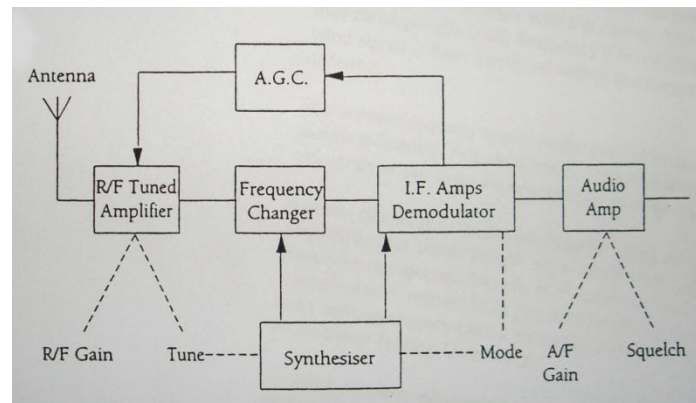 A.G.C.
Antenna
R/F Tuned
Amplifier
Frequency
Changer
I.F. Amps
Demodulator
Audio
Amp
R/F Gain
Tune
Synthesiser
Mode
A/F
Gain
Squelch